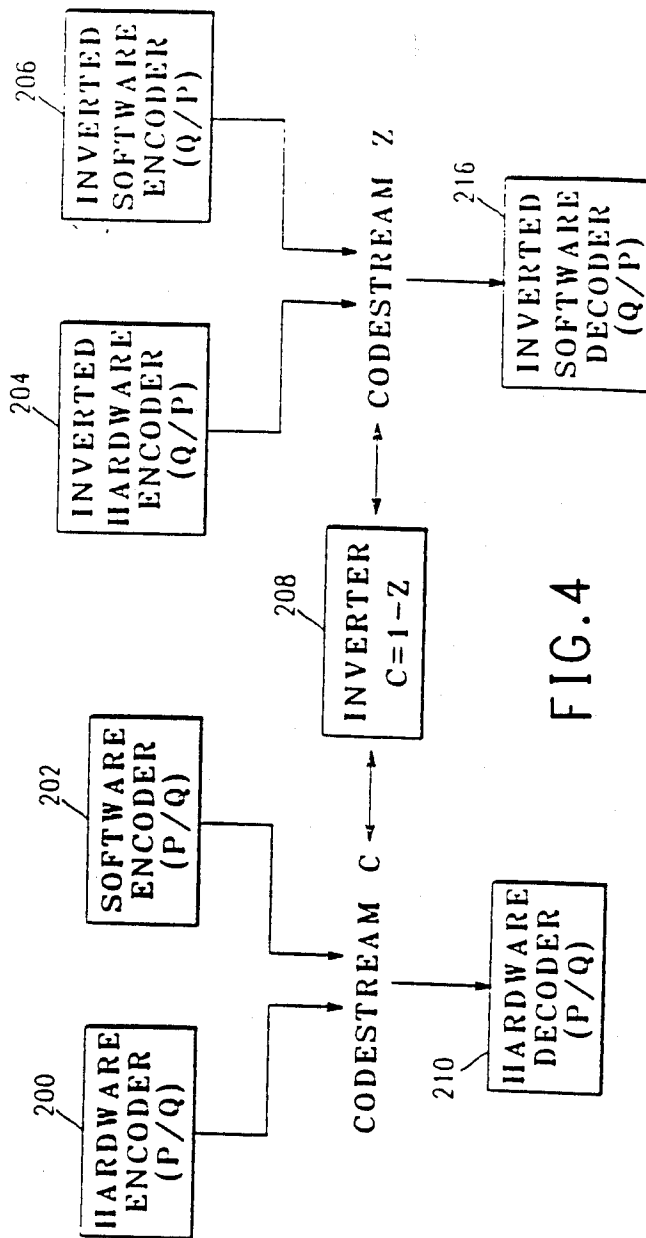 200
HARDWARE
ENCODER
(P/Q)
202
SOFTWARE
ENCODER
(P/Q)
204
INVERTED
HARDWARE
ENCODER
(Q/P)
206
INVERTED
SOFTWARE
ENCODER
(Q/P)
CODESTREAM C
208
INVERTER
C=1-Z
CODESTREAM Z
210
HARDWARE
DECODER
(P/Q)
216
INVERTED
SOFTWARE
DECODER
(Q/P)
FIG.4